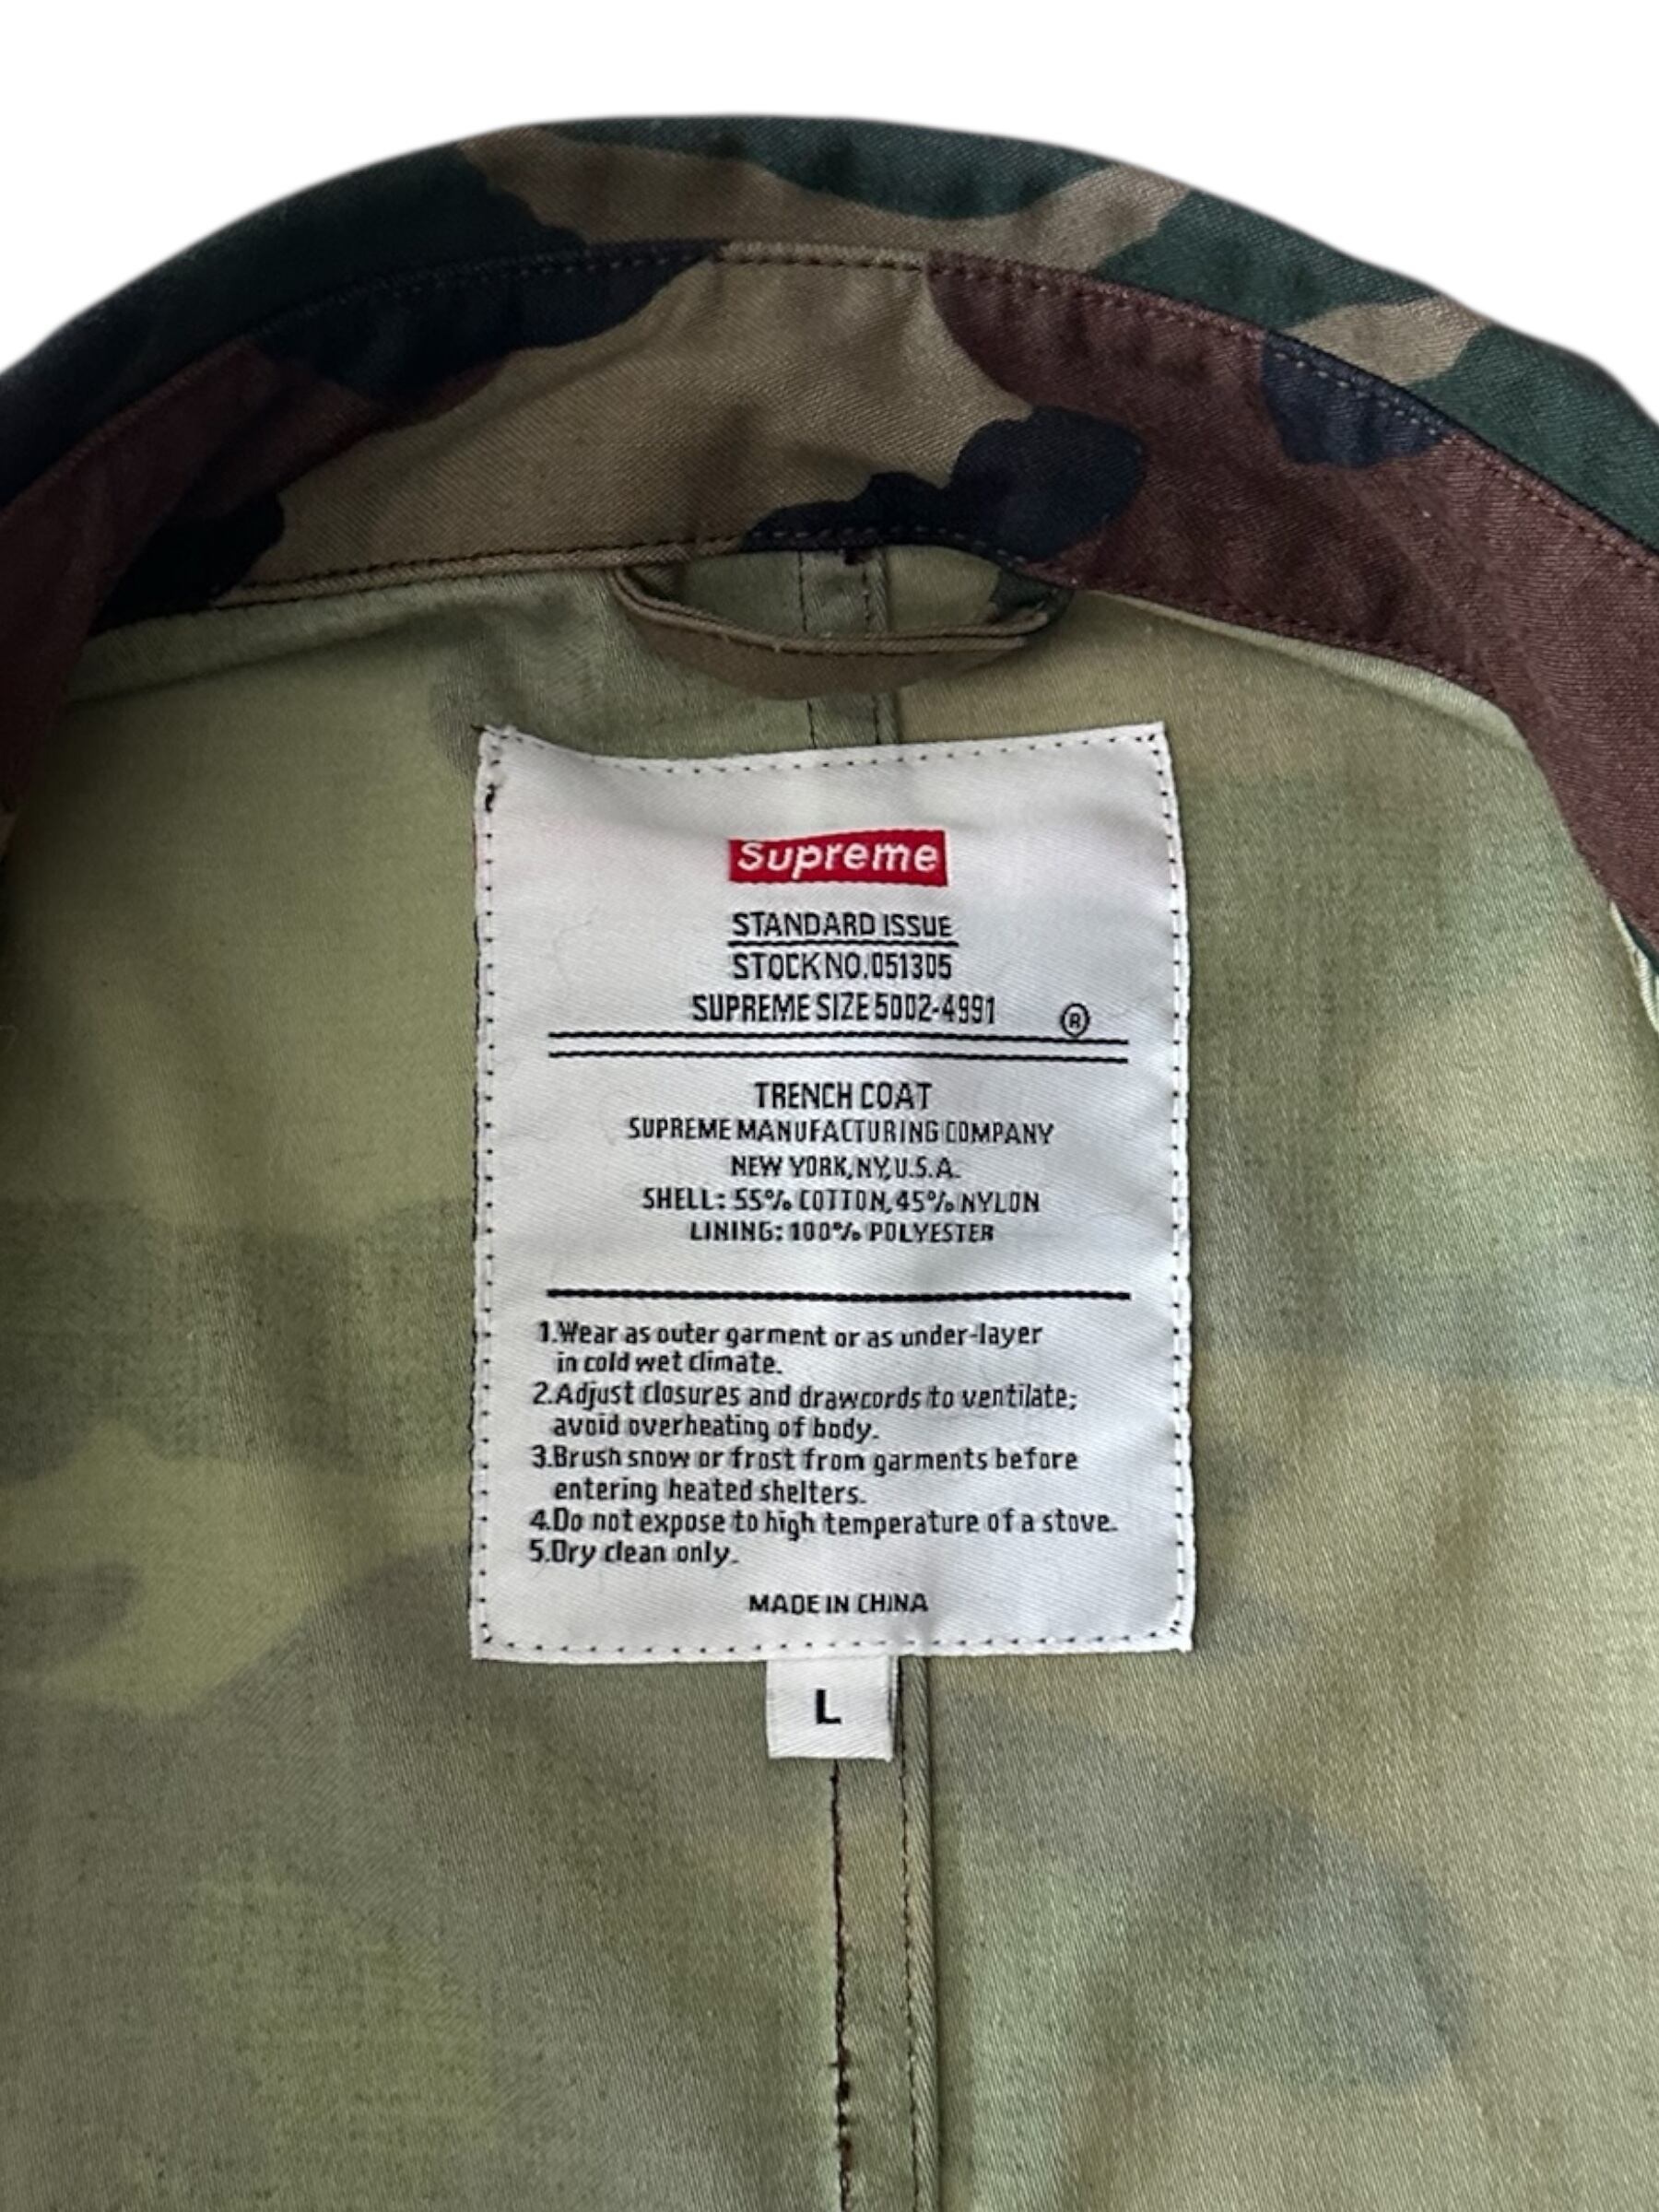 Supreme
STANDARD ISSUE
STOCK NO. 051305
SUPREME SIZE 5002-4991 ®
TRENCH COAT
SUPREME MANUFACTURING COMPANY
NEW YORK, NY, U.S.A.
SHELL: 55% COTTON, 45% NYLON
LINING: 100% POLYESTER
1.Wear as outer garment or as under-layer
in cold wet climate.
2.Adjust closures and drawcords to ventilate;
avoid overheating of body.
3.Brush snow or frost from garments before
entering heated shelters.
4.Do not expose to high temperature of a stove.
5.Dry clean only.
MADE IN CHINA
L